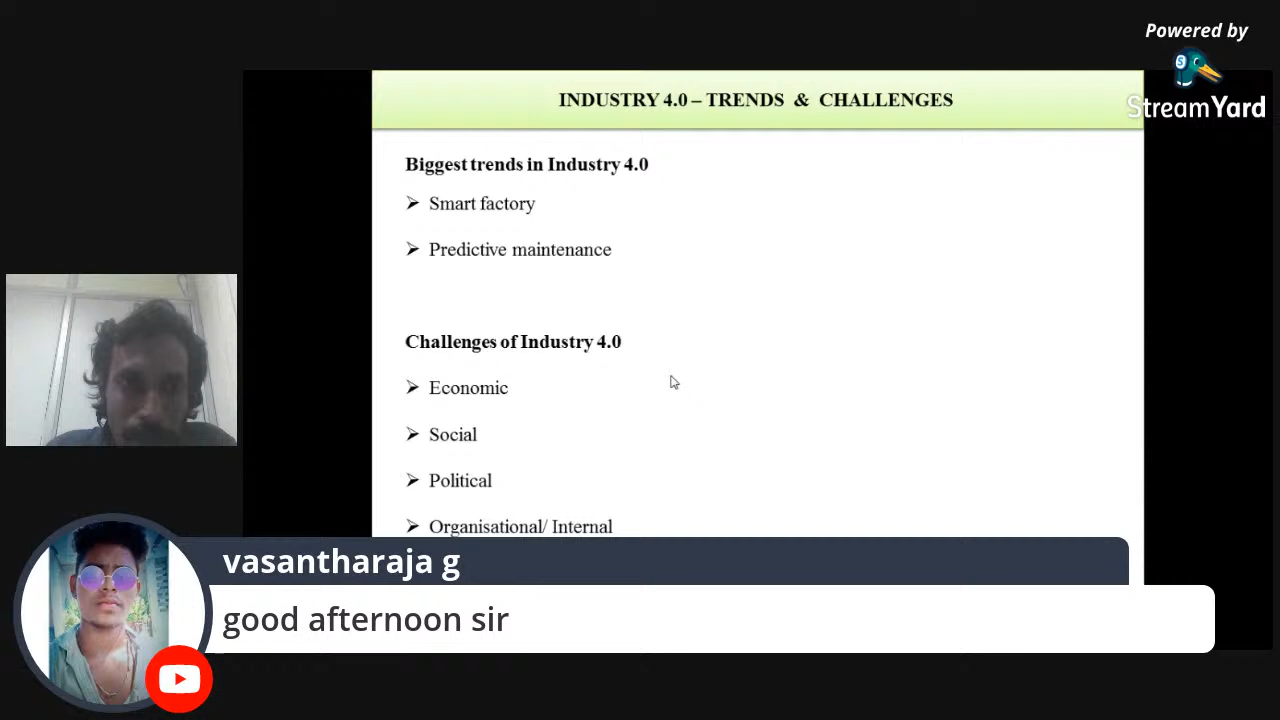 Powered by
StreamYard
INDUSTRY 4.0 – TRENDS & CHALLENGES
Biggest trends in Industry 4.0
➢ Smart factory
➢ Predictive maintenance
Challenges of Industry 4.0
➢ Economic
➢ Social
➢ Political
➢ Organisational/ Internal
vasantharaja g
good afternoon sir